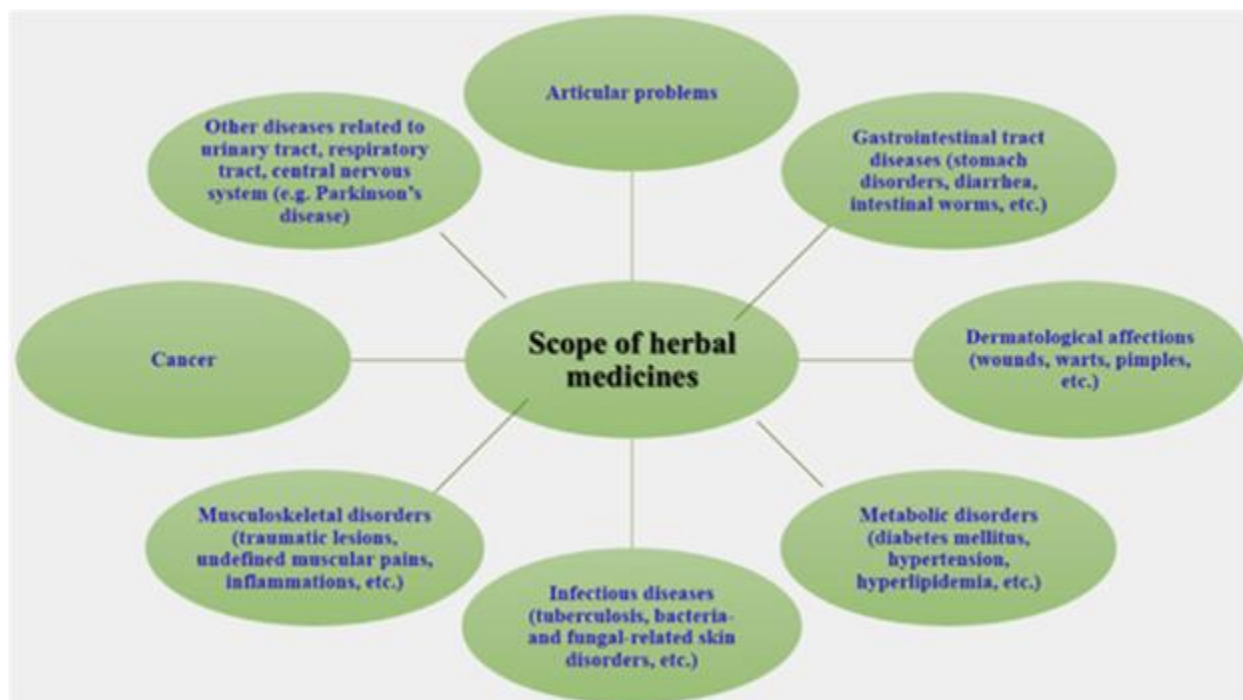 Articular problems
Other diseases related to
urinary tract, respiratory
tract, central nervous
system (e.g. Parkinson's
disease)
Gastrointestinal tract
diseases (stomach
disorders, diarrhea,
intestinal worms, etc.)
Cancer
Scope of herbal
medicines
Dermatological affections
(wounds, warts, pimples,
etc.)
Musculoskeletal disorders
(traumatic lesions,
undefined muscular pains,
inflammations, etc.)
Metabolic disorders
(diabetes mellitus,
hypertension,
hyperlipidemia, etc.)
Infectious diseases
(tuberculosis, bacteria-
and fungal-related skin
disorders, etc.)